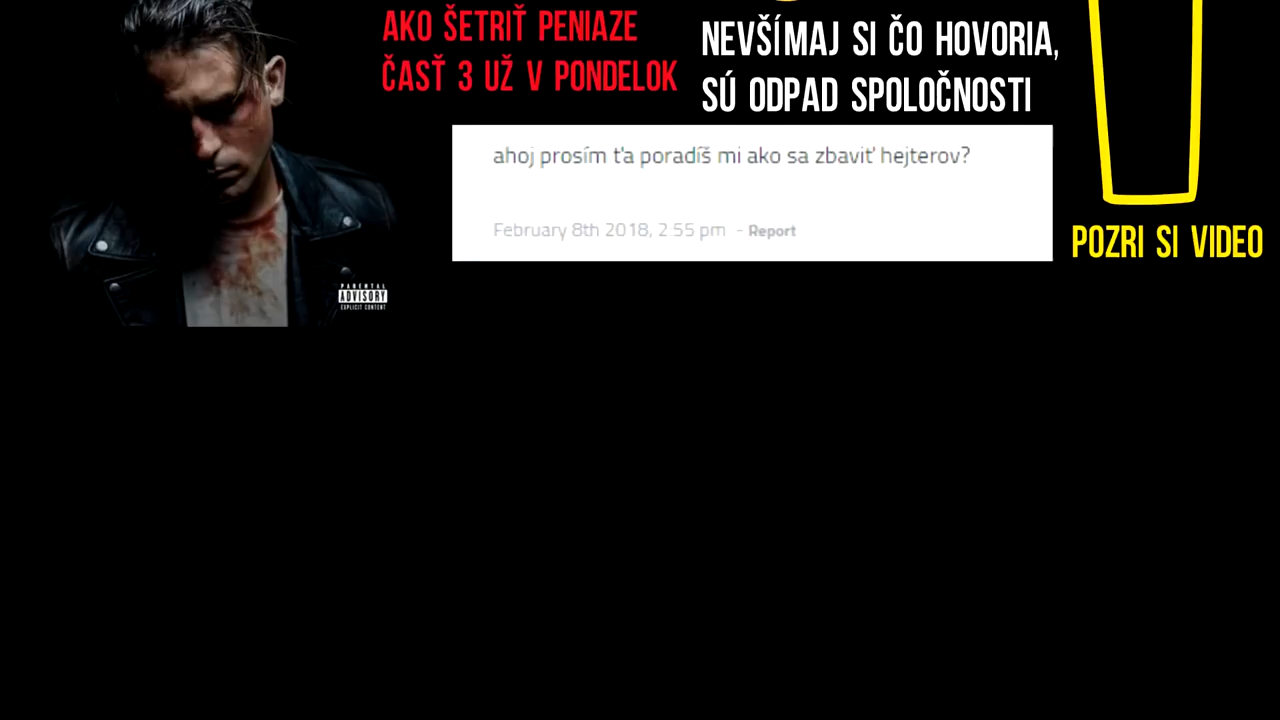 AKO ŠETRIŤ PENIAZE
ČASŤ 3 UŽ V PONDELOK
NEVŠÍMAJ SI ČO HOVORIA,
SÚ ODPAD SPOLOČNOSTI
ahoj prosím ťa poradíš mi ako sa zbaviť hejterov?
February 8th 2018, 2:55 pm - Report
POZRI SI VIDEO
PARENTAL
ADVISORY
EXPLICIT CONTENT